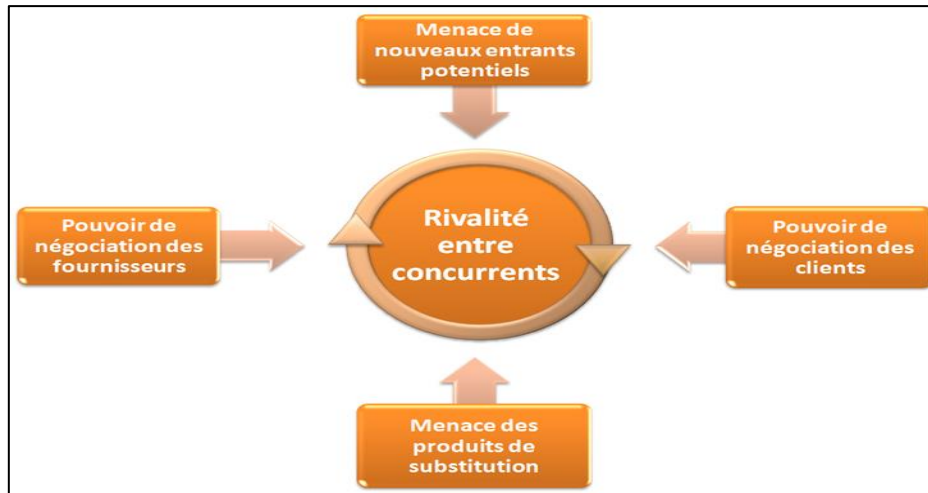 Menace de
nouveaux entrants
potentiels
Pouvoir de
négociation des
fournisseurs
Rivalité
entre
concurrents
Pouvoir de
négociation des
clients
Menace des
produits de
substitution